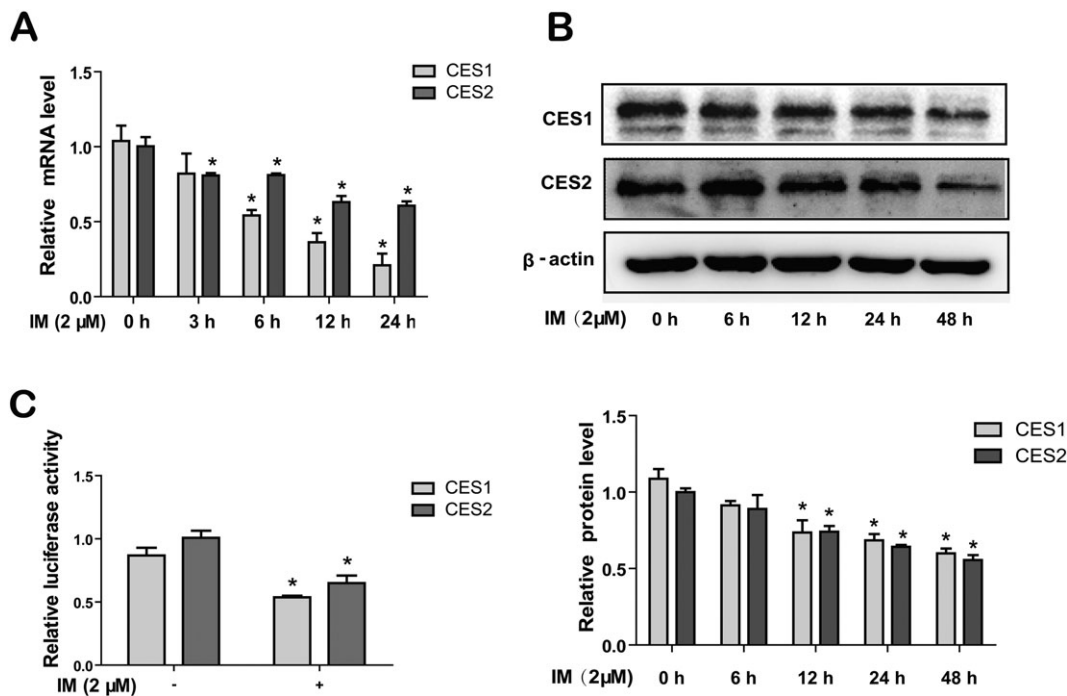 A
Relative mRNA level
1.5
1.0
0.5
0.0
CES1
CES2
*
*
*
*
*
*
*
IM (2 μM)
0 h 3 h 6 h 12 h 24 h
B
CES1
CES2
β - actin
IM (2μM) 0 h 6 h 12 h 24 h 48 h
C
Relative luciferase activity
1.5
1.0
0.5
0.0
CES1
CES2
*
*
IM (2 μM) - +
Relative protein level
1.5
1.0
0.5
0.0
CES1
CES2
*
*
*
*
*
*
IM (2μM) 0 h 6 h 12 h 24 h 48 h